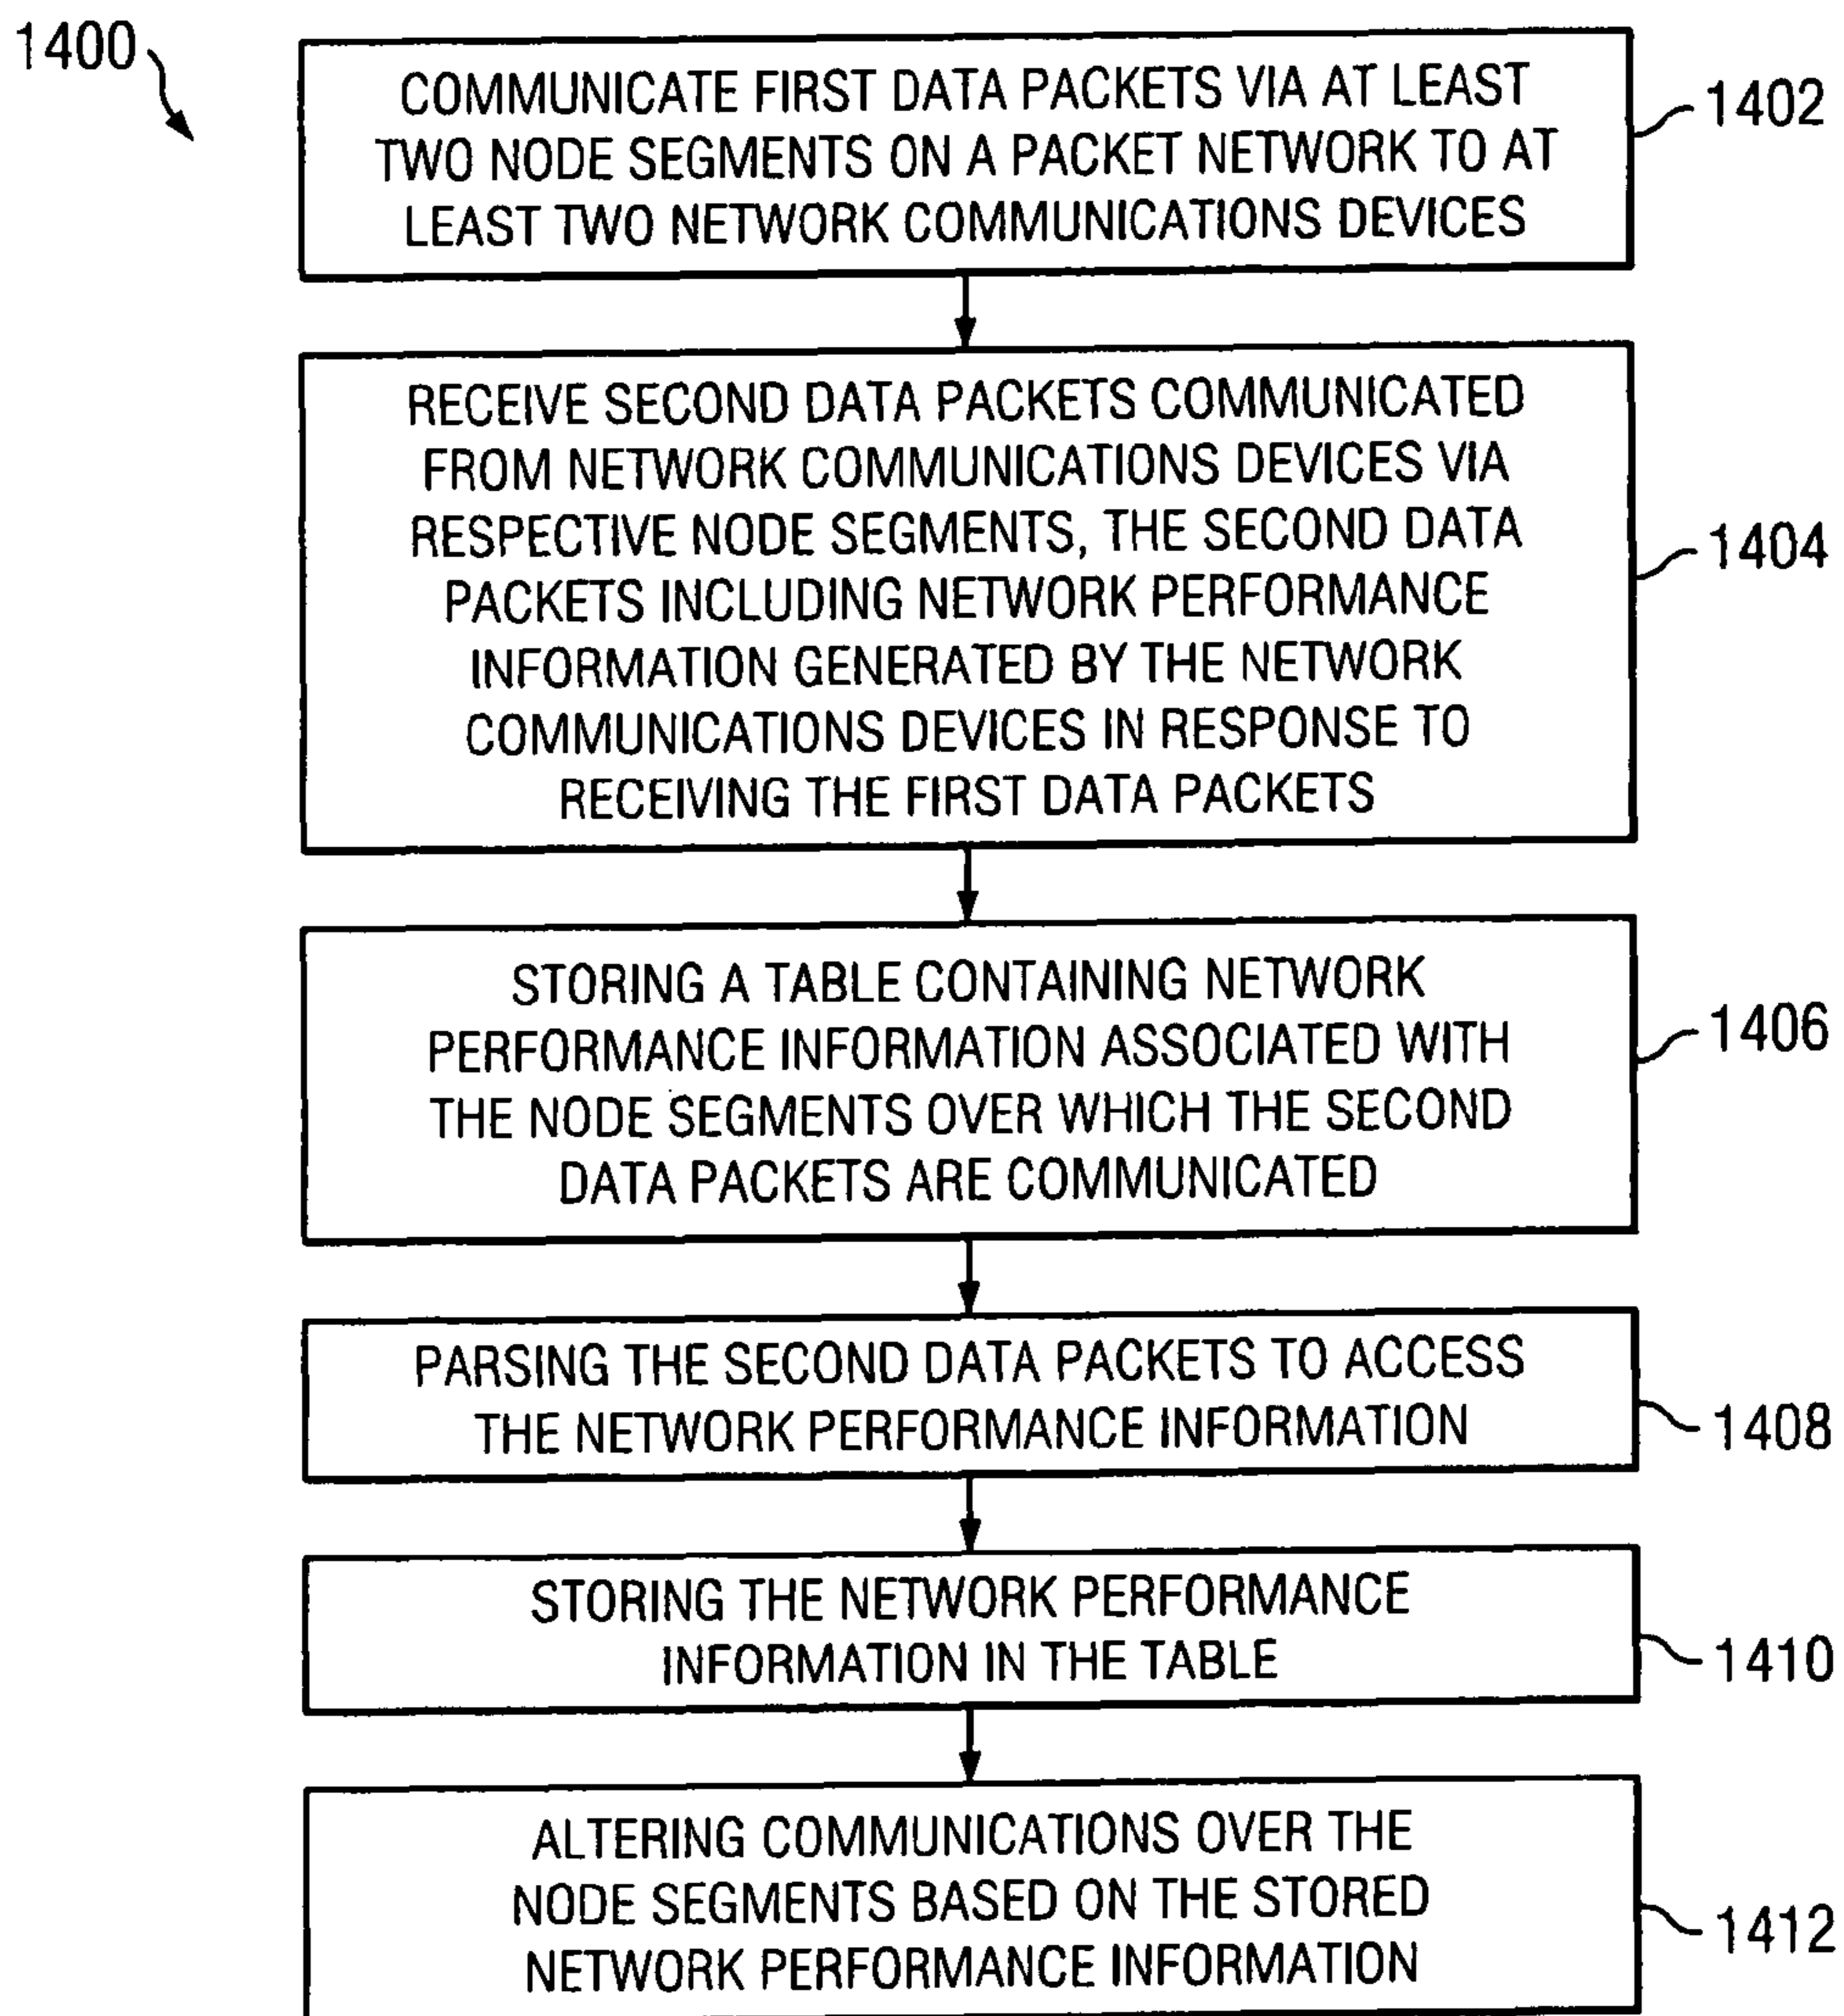 1400
COMMUNICATE FIRST DATA PACKETS VIA AT LEAST
TWO NODE SEGMENTS ON A PACKET NETWORK TO AT
LEAST TWO NETWORK COMMUNICATIONS DEVICES
1402
RECEIVE SECOND DATA PACKETS COMMUNICATED
FROM NETWORK COMMUNICATIONS DEVICES VIA
RESPECTIVE NODE SEGMENTS, THE SECOND DATA
PACKETS INCLUDING NETWORK PERFORMANCE
INFORMATION GENERATED BY THE NETWORK
COMMUNICATIONS DEVICES IN RESPONSE TO
RECEIVING THE FIRST DATA PACKETS
1404
STORING A TABLE CONTAINING NETWORK
PERFORMANCE INFORMATION ASSOCIATED WITH
THE NODE SEGMENTS OVER WHICH THE SECOND
DATA PACKETS ARE COMMUNICATED
1406
PARSING THE SECOND DATA PACKETS TO ACCESS
THE NETWORK PERFORMANCE INFORMATION
1408
STORING THE NETWORK PERFORMANCE
INFORMATION IN THE TABLE
1410
ALTERING COMMUNICATIONS OVER THE
NODE SEGMENTS BASED ON THE STORED
NETWORK PERFORMANCE INFORMATION
1412